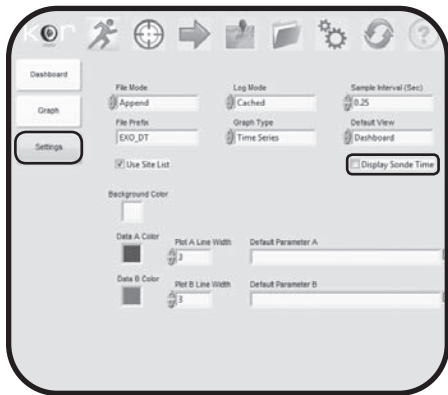 KOR
?
Dashboard
Graph
Settings
File Mode Log Mode Sample Interval (Sec)
Append Cached 0.25
File Prefix Graph Type Default View
EXO_DT Time Series Dashboard
Use Site List Display Sonde Time
Background Color
Data A Color Plot A Line Width Default Parameter A
3
Data B Color Plot B Line Width Default Parameter B
3